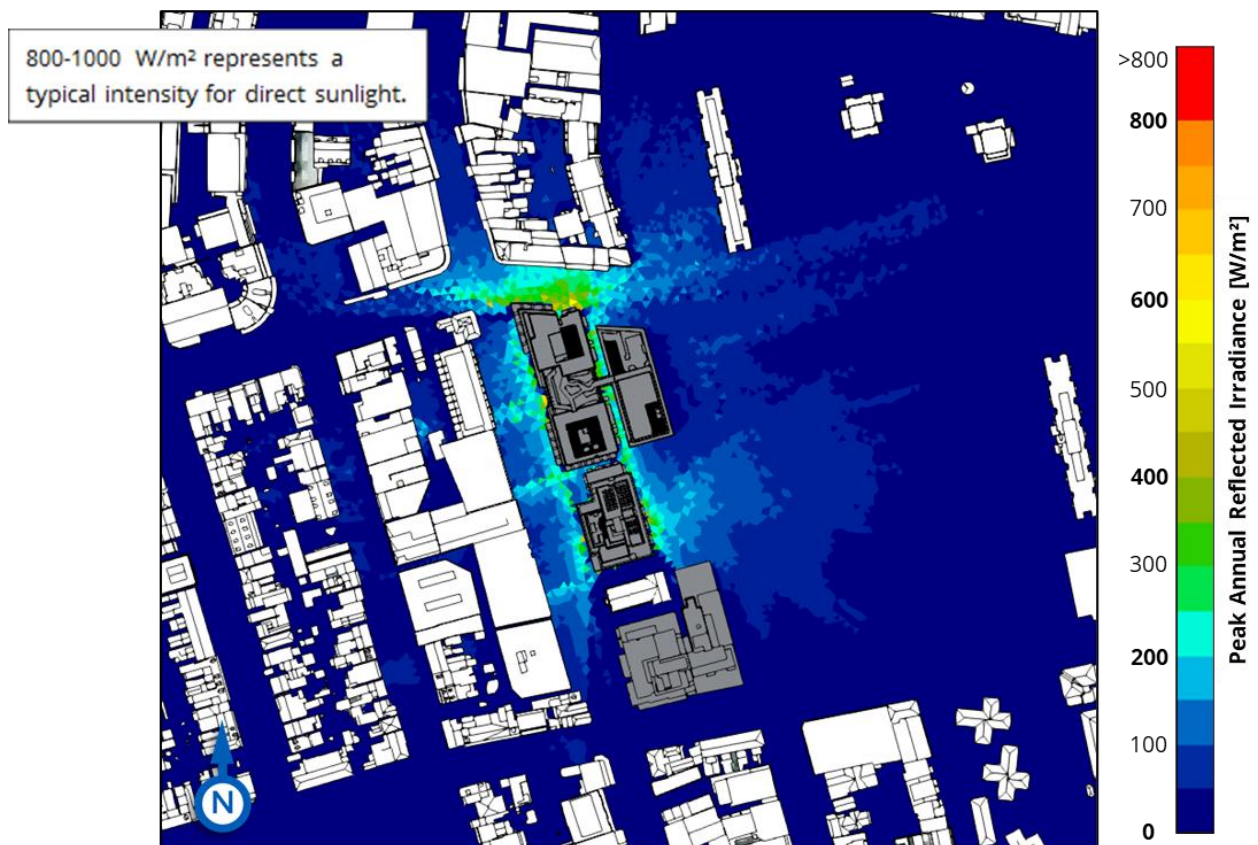 800-1000 W/m² represents a
typical intensity for direct sunlight.
>800
800
700
600
500
400
300
200
100
0
Peak Annual Reflected Irradiance [W/m²]
N